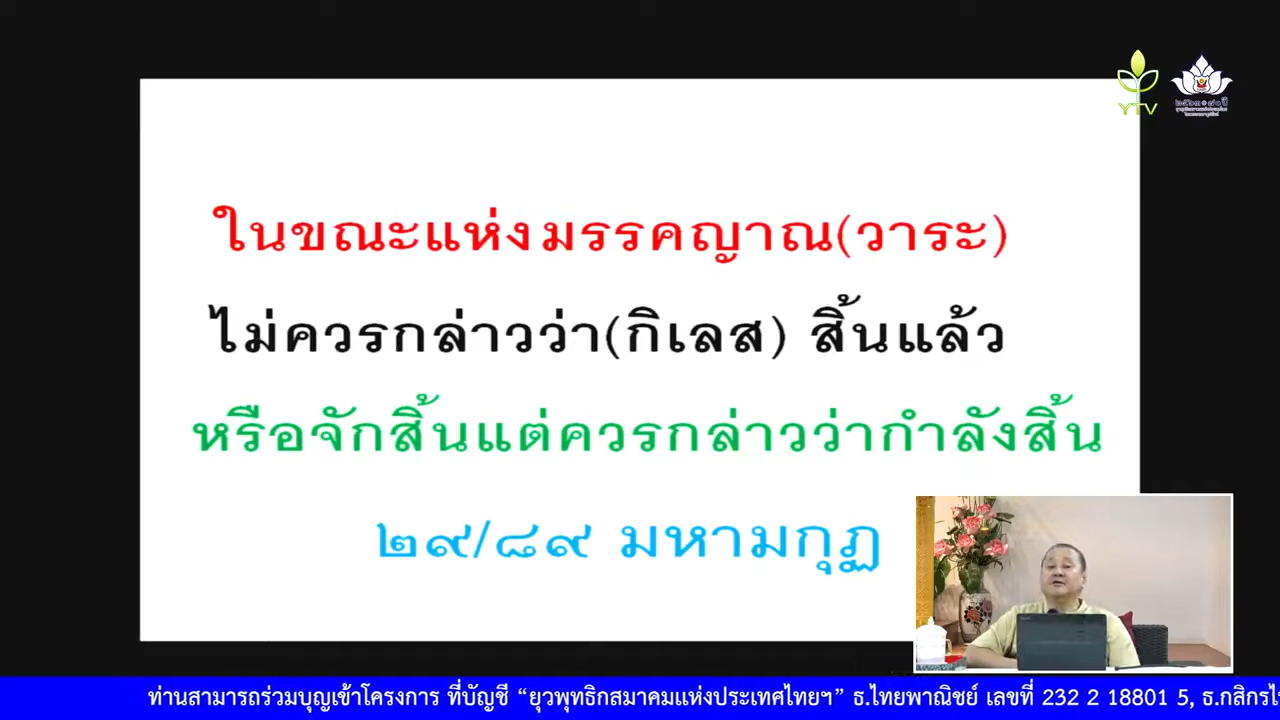 YTV
ในขณะแห่งมรรคญาณ(วาระ)
ไม่ควรกล่าวว่า(กิเลส) สิ้นแล้ว
หรือจักสิ้นแต่ควรกล่าวว่ากำลังสิ้น
๒๙/๘๙ มหามกุฏ
ท่านสามารถร่วมบุญเข้าโครงการ ที่บัญชี “ยุวพุทธิกสมาคมแห่งประเทศไทยฯ” ธ.ไทยพาณิชย์ เลขที่ 232 2 18801 5, ธ.กสิกรไ